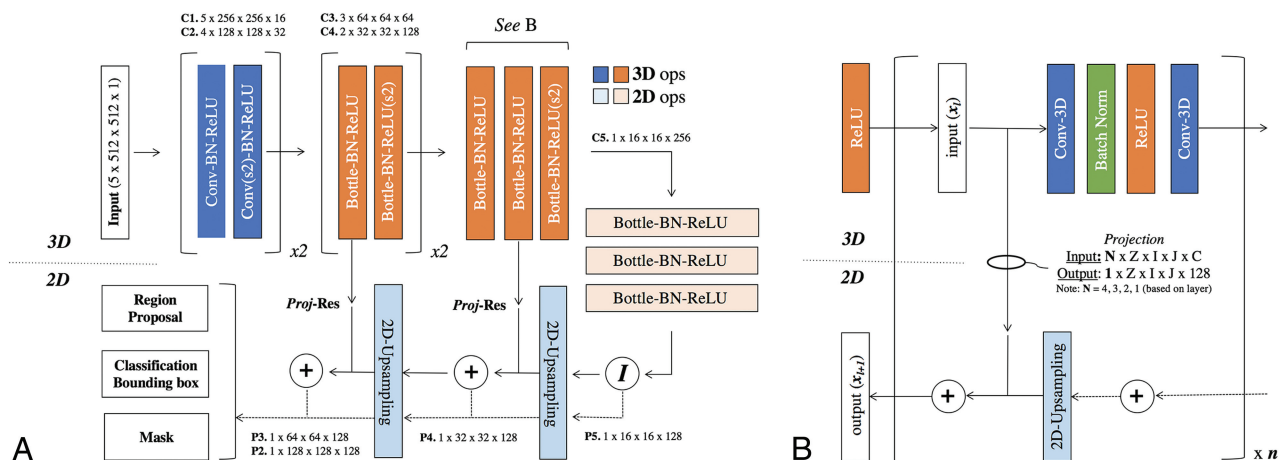 C1. 5 x 256 x 256 x 16
C2. 4 x 128 x 128 x 32
C3. 3 x 64 x 64 x 64
C4. 2 x 32 x 32 x 128
See B
3D ops
2D ops
Input (5 x 512 x 512 x 1)
Conv-BN-ReLU
Conv(s2)-BN-ReLU
x2
Bottle-BN-ReLU
Bottle-BN-ReLU(s2)
x2
Bottle-BN-ReLU
Bottle-BN-ReLU
Bottle-BN-ReLU(s2)
C5. 1 x 16 x 16 x 256
Bottle-BN-ReLU
Bottle-BN-ReLU
Bottle-BN-ReLU
3D
2D
Region
Proposal
Classification
Bounding box
Mask
Proj-Res
2D-Upsampling
Proj-Res
2D-Upsampling
+
+
I
P3. 1 x 64 x 64 x 128
P2. 1 x 128 x 128 x 128
P4. 1 x 32 x 32 x 128
P5. 1 x 16 x 16 x 128
A
ReLU
input (xl)
Conv-3D
Batch Norm
ReLU
Conv-3D
3D
2D
Projection
Input: N x Z x I x J x C
Output: 1 x Z x I x J x 128
Note: N = 4, 3, 2, 1 (based on layer)
output (xl+1)
+
2D-Upsampling
+
x n
B